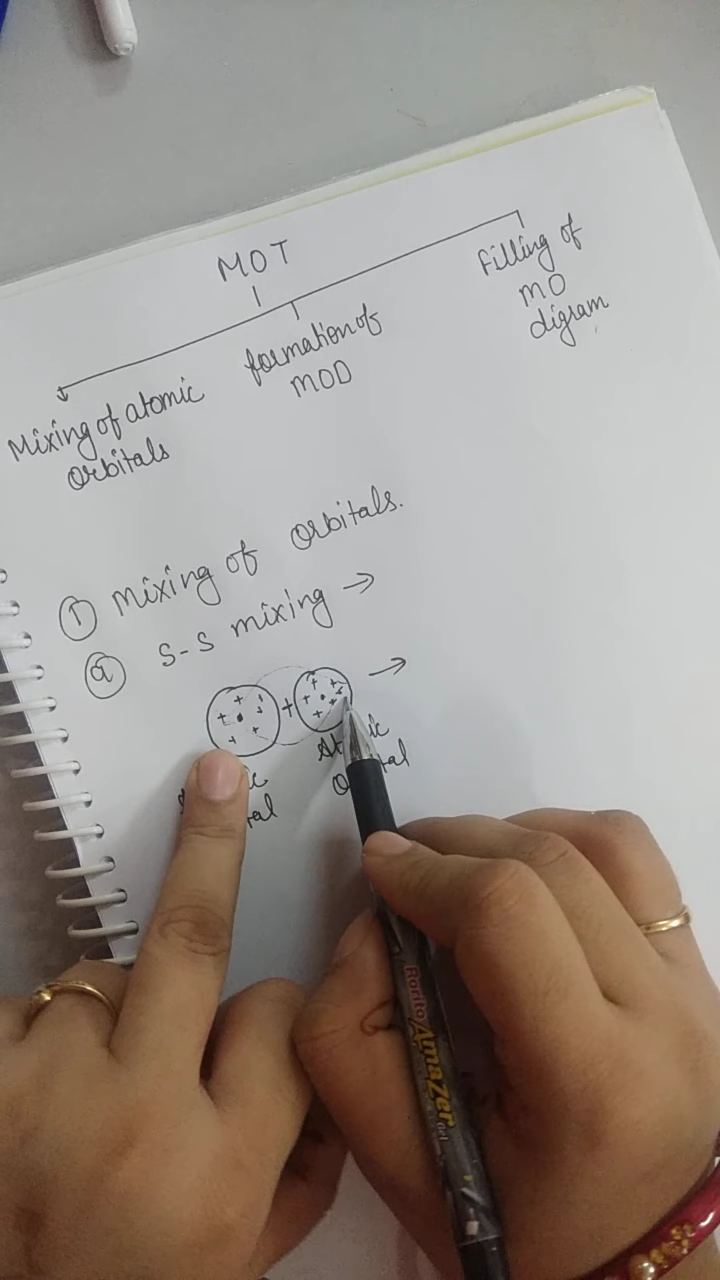 MOT
Mixing of atomic
orbitals
formation of
MOD
Filling of
MO
digram
① Mixing of orbitals.
ⓐ S-S mixing →
+ →
Rorito AmaZer gel